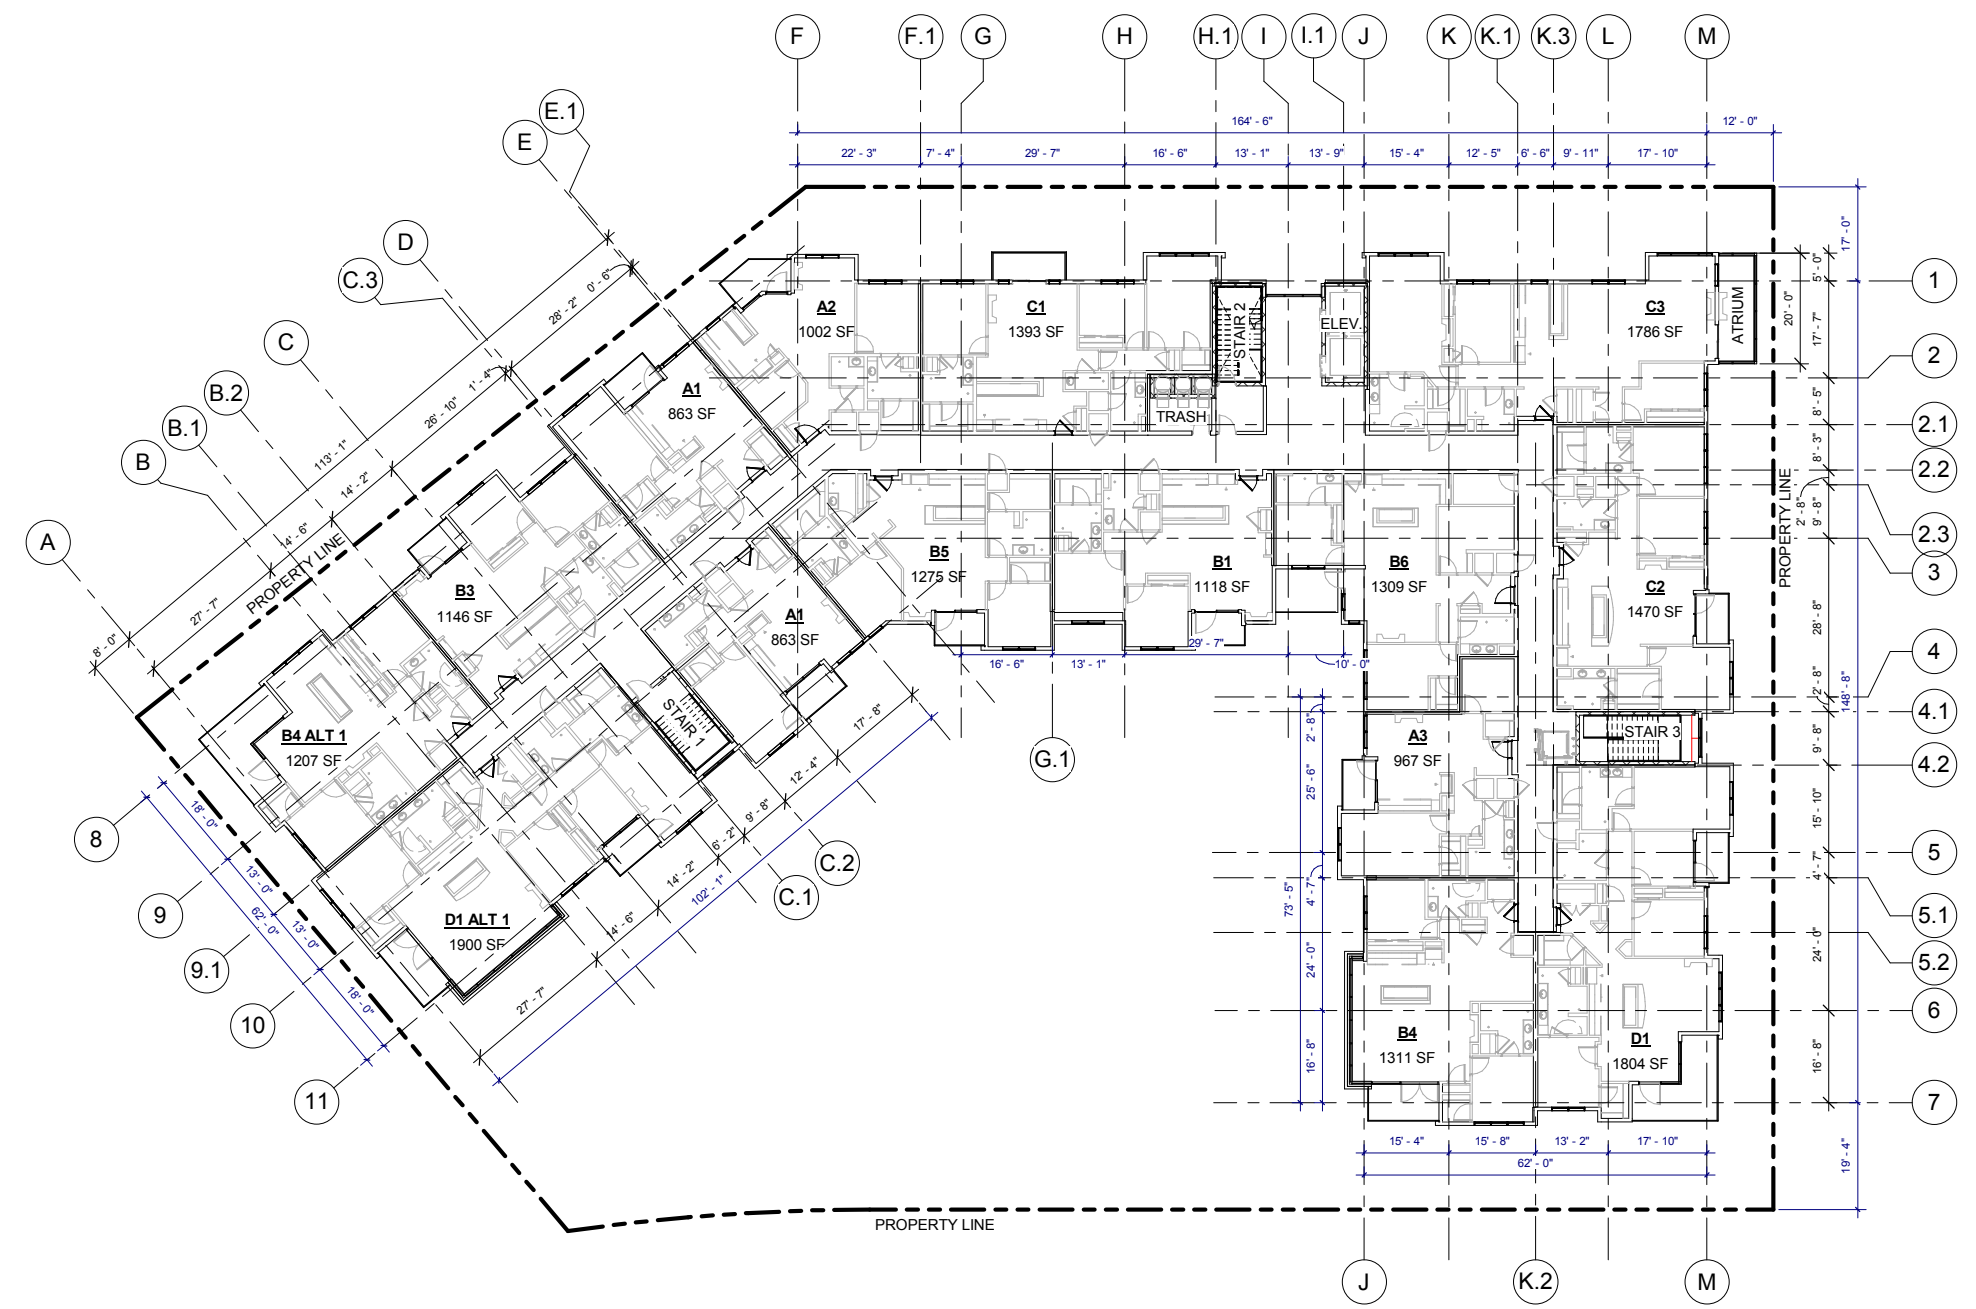 F
F.1
G
H
H.1
I
I.1
J
K
K.1
K.3
L
M
E.1
E
D
C.3
C
B.2
B.1
B
A
164' - 6"
12' - 0"
22' - 3"
7' - 4"
29' - 7"
16' - 6"
13' - 1"
13' - 9"
15' - 4"
12' - 5"
6' - 6"
9' - 11"
17' - 10"
17' - 0"
5' - 0"
20' - 0"
17' - 7"
8' - 5"
8' - 3"
2' - 8"
9' - 8"
28' - 8"
2' - 8"
148' - 8"
9' - 8"
15' - 10"
4' - 7"
24' - 0"
16' - 8"
19' - 4"
1
2
2.1
2.2
2.3
3
4
4.1
4.2
5
5.1
5.2
6
7
0' - 6"
28' - 2"
1' - 4"
26' - 10"
113' - 1"
14' - 2"
14' - 6"
27' - 7"
8' - 0"
PROPERTY LINE
PROPERTY LINE
PROPERTY LINE
A2
1002 SF
C1
1393 SF
STAIR 2
ELEV.
TRASH
C3
1786 SF
ATRIUM
A1
863 SF
B3
1146 SF
B5
1275 SF
B1
1118 SF
B6
1309 SF
C2
1470 SF
A1
863 SF
STAIR 1
B4 ALT 1
1207 SF
D1 ALT 1
1900 SF
A3
967 SF
STAIR 3
B4
1311 SF
D1
1804 SF
16' - 6"
13' - 1"
29' - 7"
10' - 0"
G.1
2' - 8"
25' - 6"
4' - 7"
73' - 5"
24' - 0"
16' - 8"
17' - 8"
12' - 4"
9' - 8"
6' - 2"
14' - 2"
102' - 1"
14' - 6"
27' - 7"
C.2
C.1
18' - 0"
13' - 0"
62' - 0"
13' - 0"
18' - 0"
8
9
9.1
10
11
15' - 4"
15' - 8"
13' - 2"
17' - 10"
62' - 0"
J
K.2
M